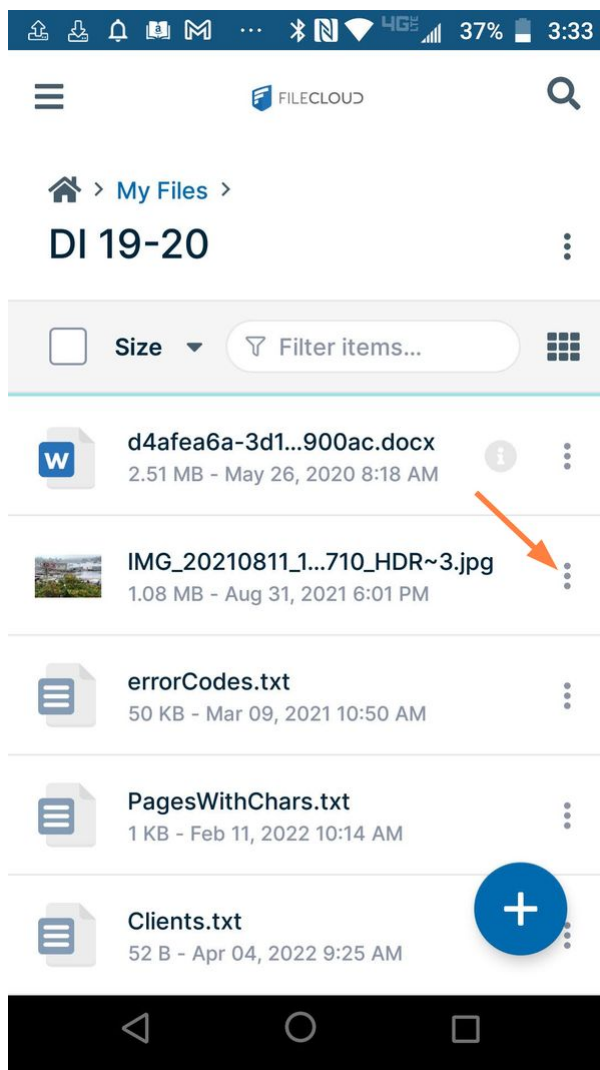 4G LTE 37% 3:33
FILECLOUD
> My Files >
DI 19-20
Size Filter items...
W
d4afea6a-3d1...900ac.docx
2.51 MB - May 26, 2020 8:18 AM
IMG_20210811_1...710_HDR~3.jpg
1.08 MB - Aug 31, 2021 6:01 PM
errorCodes.txt
50 KB - Mar 09, 2021 10:50 AM
PagesWithChars.txt
1 KB - Feb 11, 2022 10:14 AM
Clients.txt
52 B - Apr 04, 2022 9:25 AM